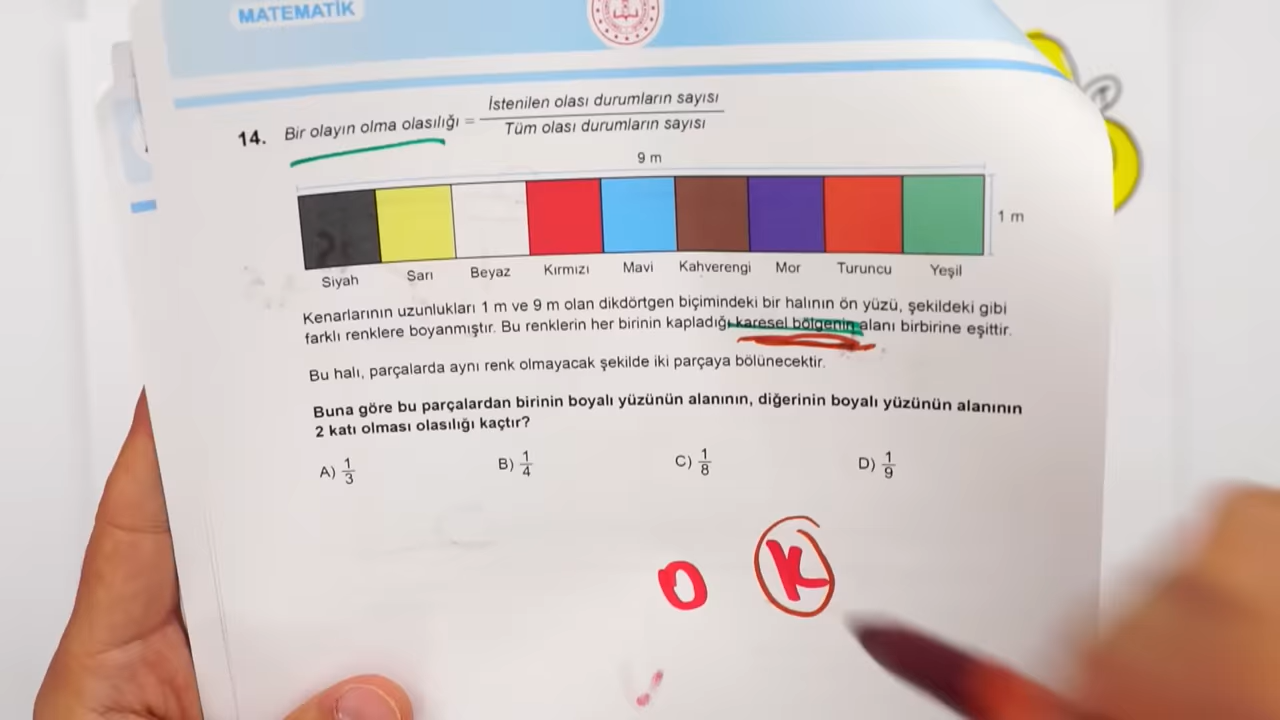 MATEMATİK
14. Bir olayın olma olasılığı = İstenilen olası durumların sayısı
Tüm olası durumların sayısı
9 m
1 m
Siyah Sarı Beyaz Kırmızı Mavi Kahverengi Mor Turuncu Yeşil
Kenarlarının uzunlukları 1 m ve 9 m olan dikdörtgen biçimindeki bir halının ön yüzü, şekildeki gibi
farklı renklere boyanmıştır. Bu renklerin her birinin kapladığı karesel bölgenin alanı birbirine eşittir.
Bu halı, parçalarda aynı renk olmayacak şekilde iki parçaya bölünecektir.
Buna göre bu parçalardan birinin boyalı yüzünün alanının, diğerinin boyalı yüzünün alanının
2 katı olması olasılığı kaçtır?
A) 1/3 B) 1/4 C) 1/8 D) 1/9
O K